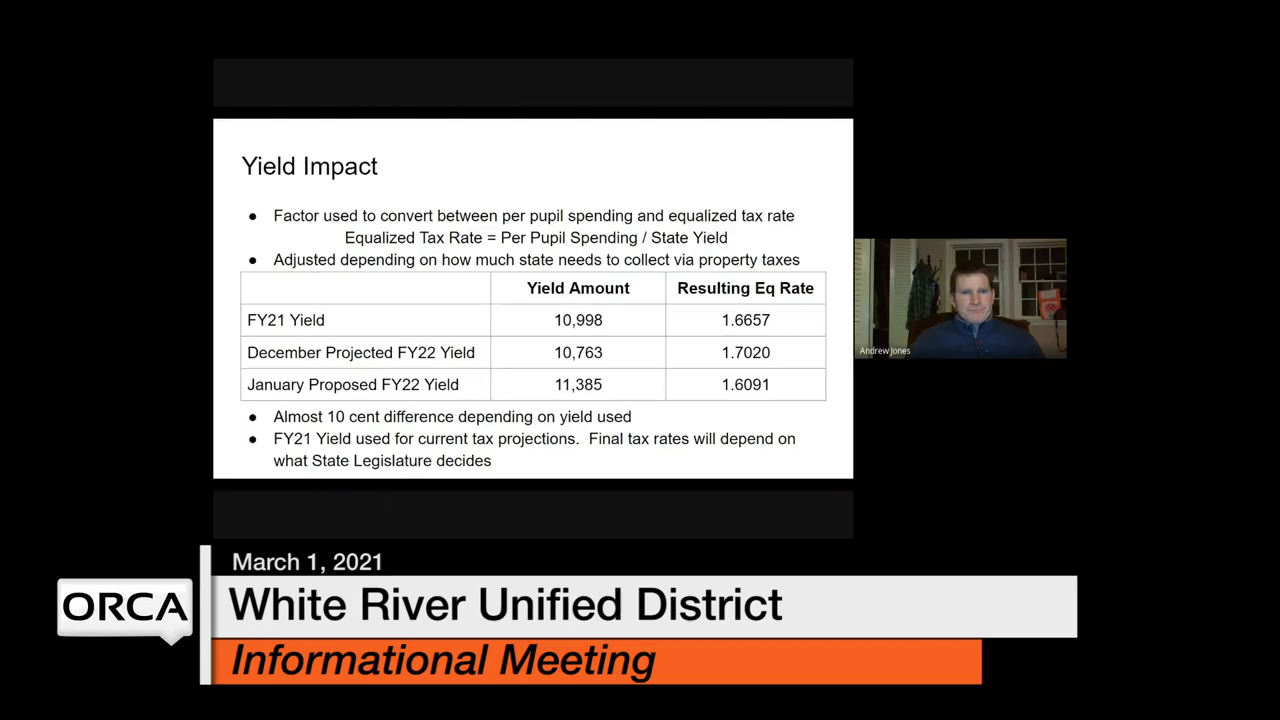 Yield Impact
● Factor used to convert between per pupil spending and equalized tax rate
Equalized Tax Rate = Per Pupil Spending / State Yield
● Adjusted depending on how much state needs to collect via property taxes
Yield Amount Resulting Eq Rate
FY21 Yield 10,998 1.6657
December Projected FY22 Yield 10,763 1.7020
January Proposed FY22 Yield 11,385 1.6091
● Almost 10 cent difference depending on yield used
● FY21 Yield used for current tax projections. Final tax rates will depend on
what State Legislature decides
Andrew Jones
March 1, 2021
ORCA
White River Unified District
Informational Meeting